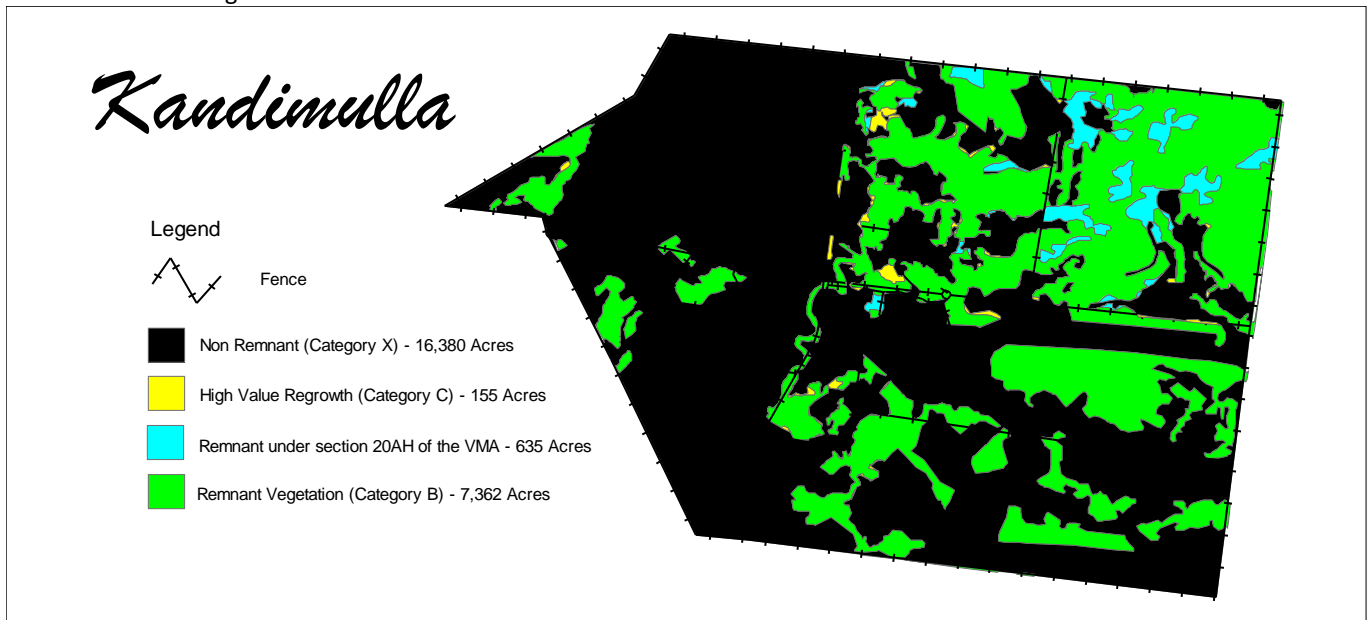 Kandimulla
Legend
Fence
Non Remnant (Category X) - 16,380 Acres
High Value Regrowth (Category C) - 155 Acres
Remnant under section 20AH of the VMA - 635 Acres
Remnant Vegetation (Category B) - 7,362 Acres